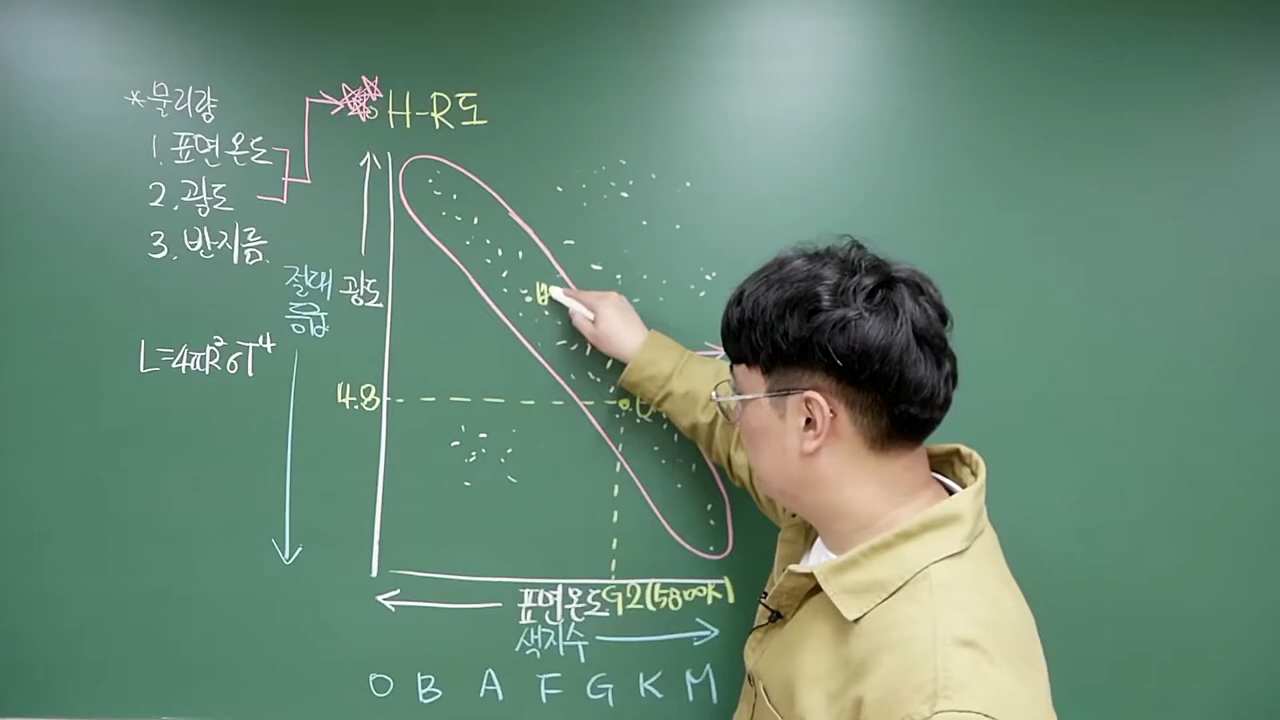 *물리량
H-R도
1. 표면온도
2. 광도
3. 반지름
절대
등급
광도
L=4πR²σT⁴
4.8
표면온도
G2(5800K)
색지수
O B A F G K M